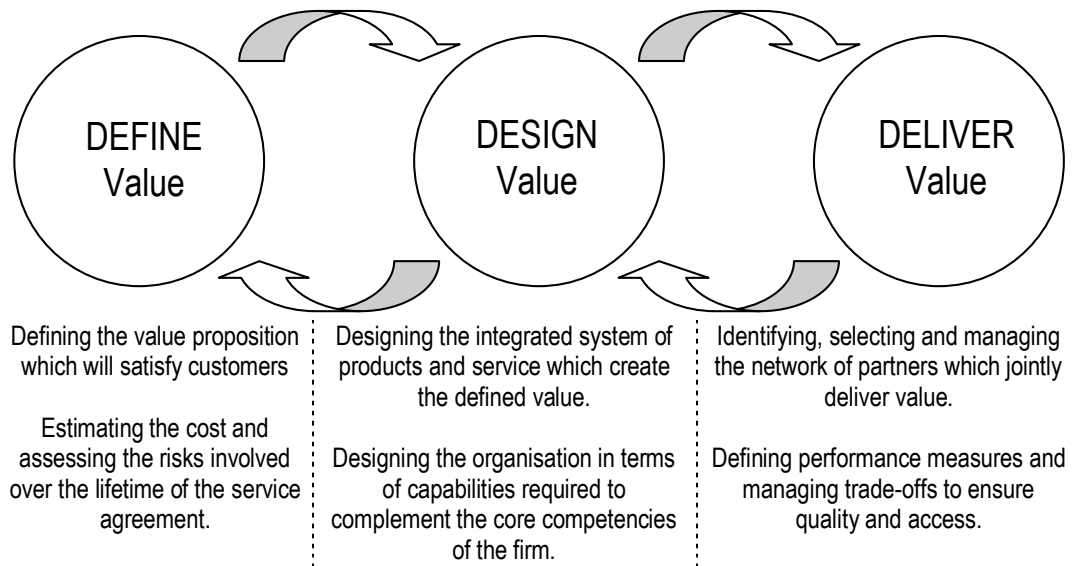 DEFINE
Value
DESIGN
Value
DELIVER
Value
Defining the value proposition
which will satisfy customers
Estimating the cost and
assessing the risks involved
over the lifetime of the service
agreement.
Designing the integrated system of
products and service which create
the defined value.
Designing the organisation in terms
of capabilities required to
complement the core competencies
of the firm.
Identifying, selecting and managing
the network of partners which jointly
deliver value.
Defining performance measures and
managing trade-offs to ensure
quality and access.